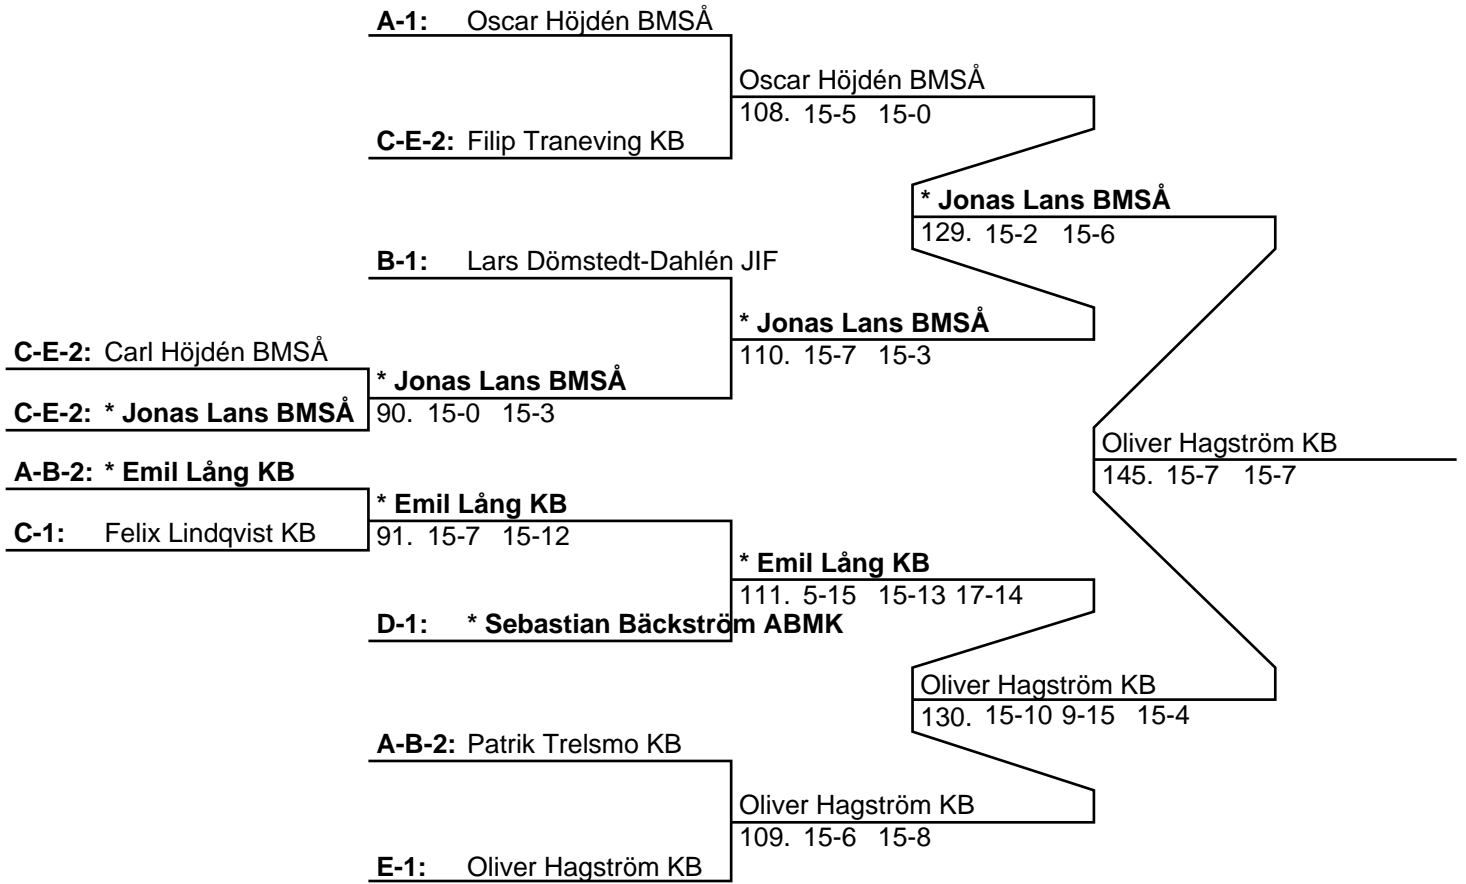 A-1: Oscar Höjdén BMSÅ
Oscar Höjdén BMSÅ
108. 15-5 15-0
C-E-2: Filip Traneving KB
* Jonas Lans BMSÅ
129. 15-2 15-6
B-1: Lars Dömstedt-Dahlén JIF
* Jonas Lans BMSÅ
110. 15-7 15-3
C-E-2: Carl Höjdén BMSÅ
* Jonas Lans BMSÅ
90. 15-0 15-3
C-E-2: * Jonas Lans BMSÅ
Oliver Hagström KB
145. 15-7 15-7
A-B-2: * Emil Lång KB
* Emil Lång KB
91. 15-7 15-12
C-1: Felix Lindqvist KB
* Emil Lång KB
111. 5-15 15-13 17-14
D-1: * Sebastian Bäckström ABMK
Oliver Hagström KB
130. 15-10 9-15 15-4
A-B-2: Patrik Trelsmo KB
Oliver Hagström KB
109. 15-6 15-8
E-1: Oliver Hagström KB